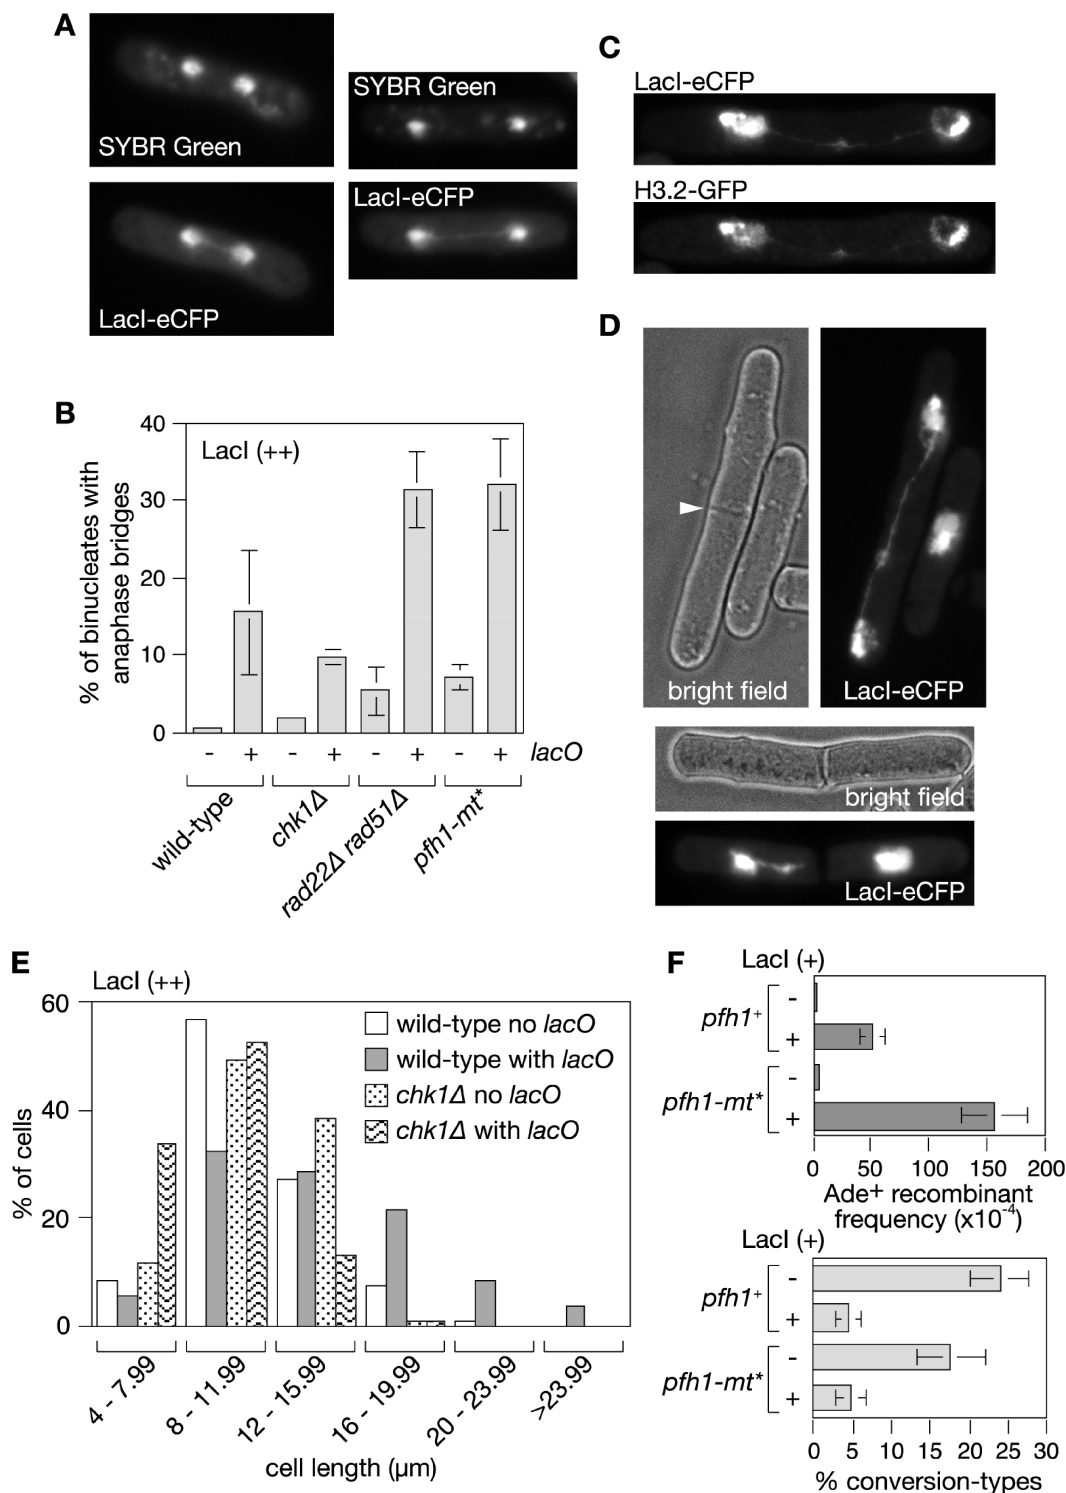 A
SYBR Green
SYBR Green
LacI-eCFP
LacI-eCFP
B
% of binucleates with
anaphase bridges
LacI (++)
40
30
20
10
0
- + - + - + - + lacO
wild-type
chk1Δ
rad22Δ rad51Δ
pfh1-mt*
C
LacI-eCFP
H3.2-GFP
D
bright field
LacI-eCFP
bright field
LacI-eCFP
E
LacI (++)
% of cells
60
40
20
0
wild-type no lacO
wild-type with lacO
chk1Δ no lacO
chk1Δ with lacO
4 - 7.99
8 - 11.99
12 - 15.99
16 - 19.99
20 - 23.99
>23.99
cell length (µm)
F
LacI (+)
pfh1+
-
+
pfh1-mt*
-
+
0 50 100 150 200
Ade+ recombinant
frequency (x10-4)
LacI (+)
pfh1+
-
+
pfh1-mt*
-
+
0 5 10 15 20 25 30
% conversion-types